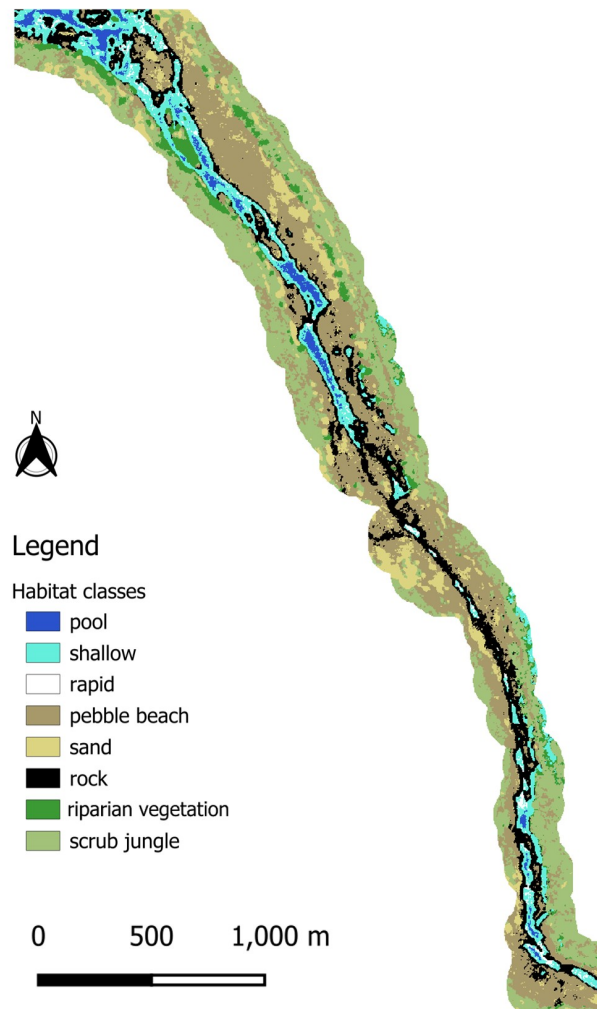 N
Legend
Habitat classes
pool
shallow
rapid
pebble beach
sand
rock
riparian vegetation
scrub jungle
0 500 1,000 m